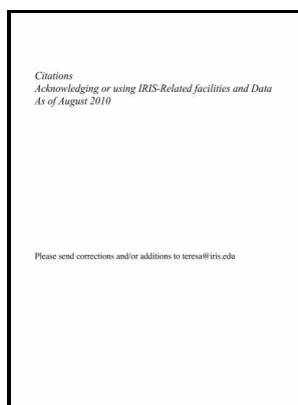 Citations
Acknowledging or using IRIS-Related facilities and Data
As of August 2010
Please send corrections and/or additions to teresa@iris.edu